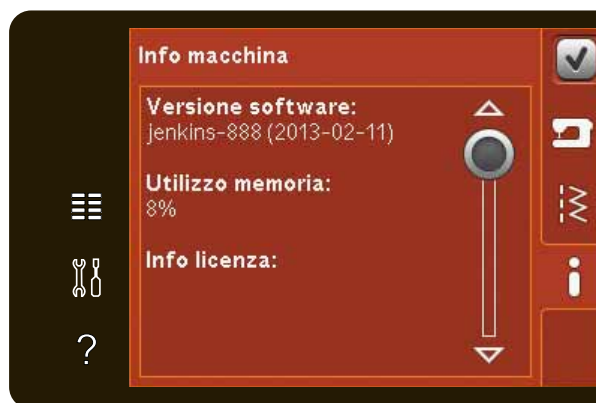 Info macchina
Versione software:
jenkins-888 (2013-02-11)
Utilizzo memoria:
8%
Info licenza:
?